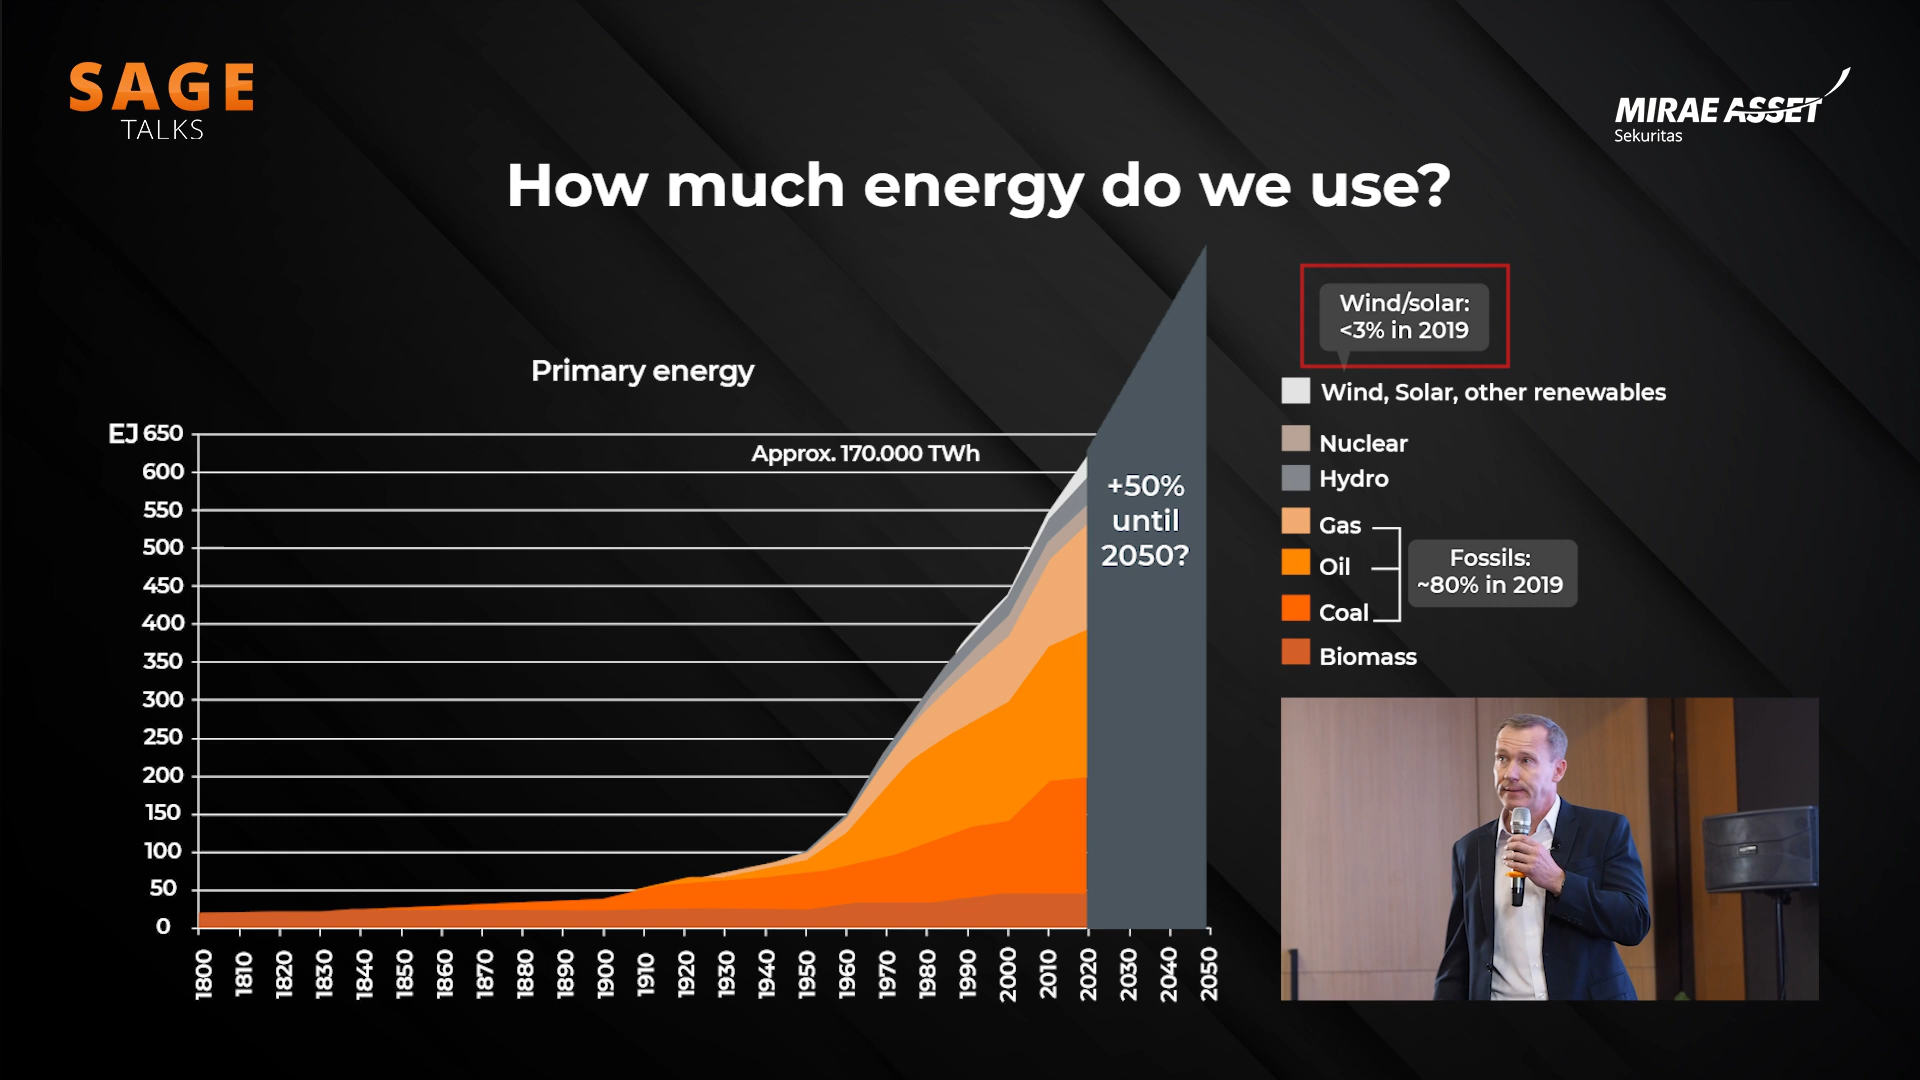 SAGE
TALKS
MIRAE ASSET
Sekuritas
How much energy do we use?
Primary energy
EJ
650
600
550
500
450
400
350
300
250
200
150
100
50
0
Approx. 170.000 TWh
+50%
until
2050?
1800 1810 1820 1830 1840 1850 1860 1870 1880 1890 1900 1910 1920 1930 1940 1950 1960 1970 1980 1990 2000 2010 2020 2030 2040 2050
Wind/solar:
<3% in 2019
Wind, Solar, other renewables
Nuclear
Hydro
Gas
Oil
Coal
Fossils:
~80% in 2019
Biomass